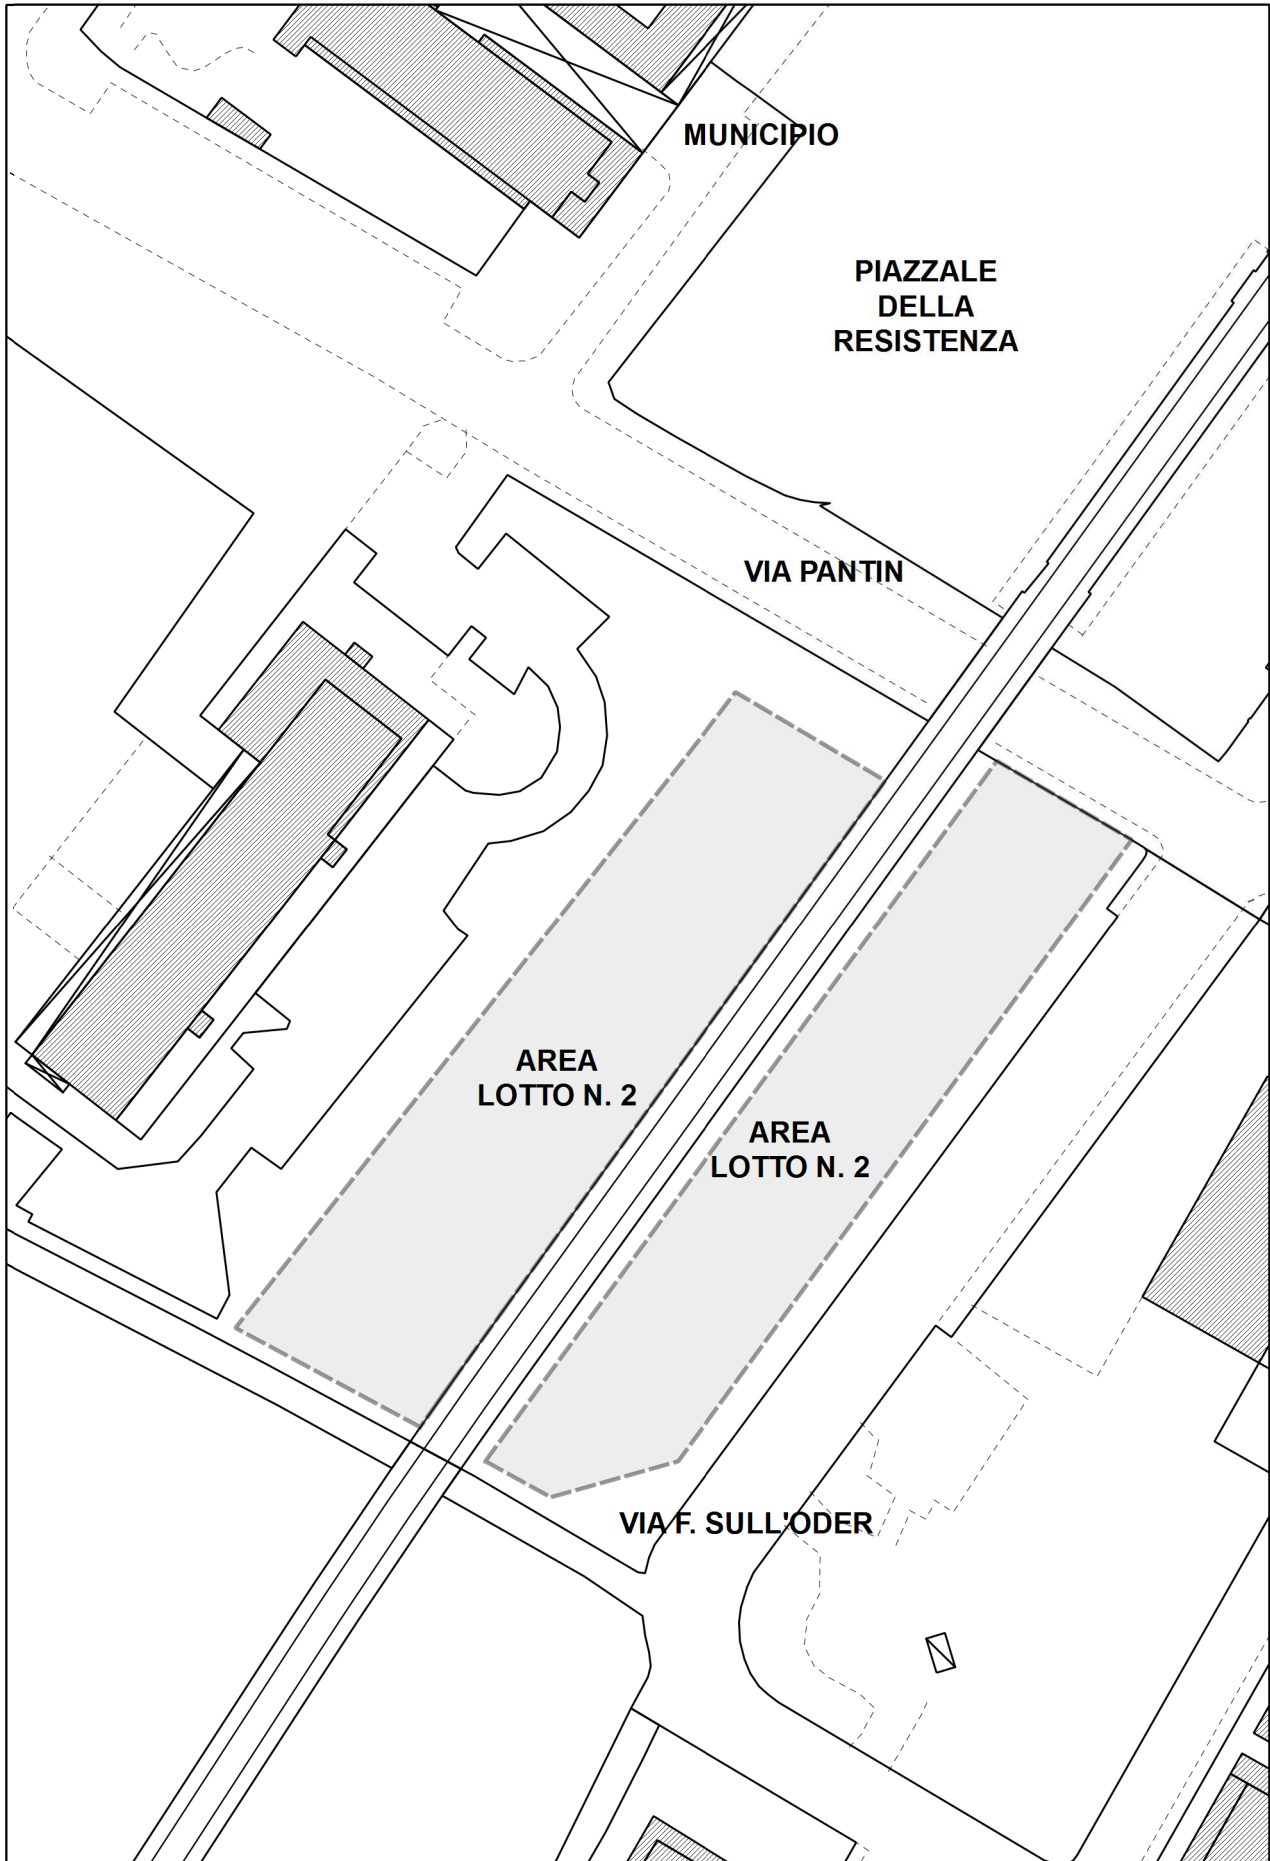 MUNICIPIO
PIAZZALE
DELLA
RESISTENZA
VIA PANTIN
AREA
LOTTO N. 2
AREA
LOTTO N. 2
VIA F. SULL'ODER